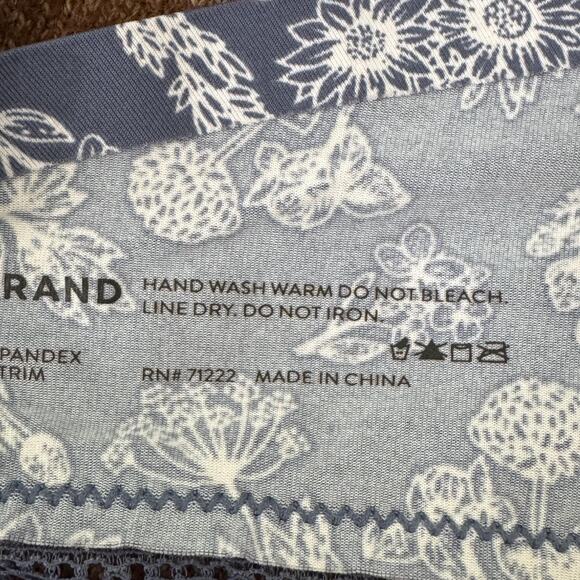 RAND
HAND WASH WARM DO NOT BLEACH.
LINE DRY. DO NOT IRON.
PANDEX
TRIM
RN# 71222 MADE IN CHINA